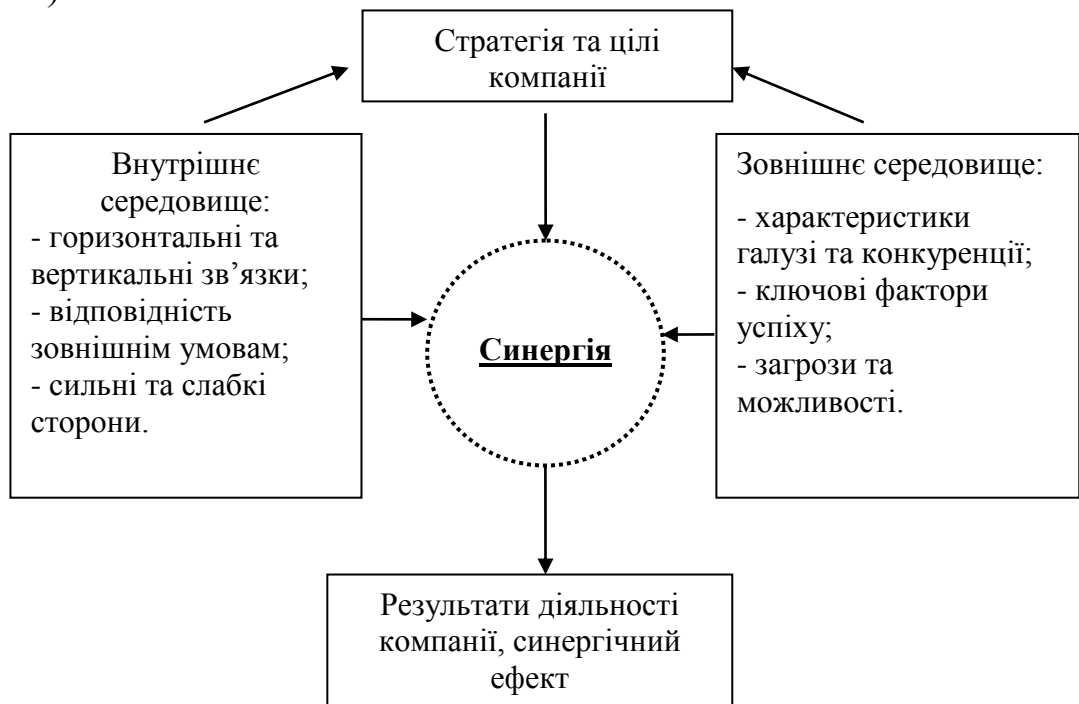 )
Стратегія та цілі
компанії
Внутрішнє
середовище:
- горизонтальні та
вертикальні зв’язки;
- відповідність
зовнішнім умовам;
- сильні та слабкі
сторони.
Зовнішнє середовище:
- характеристики
галузі та конкуренції;
- ключові фактори
успіху;
- загрози та
можливості.
Синергія
Результати діяльності
компанії, синергічний
ефект